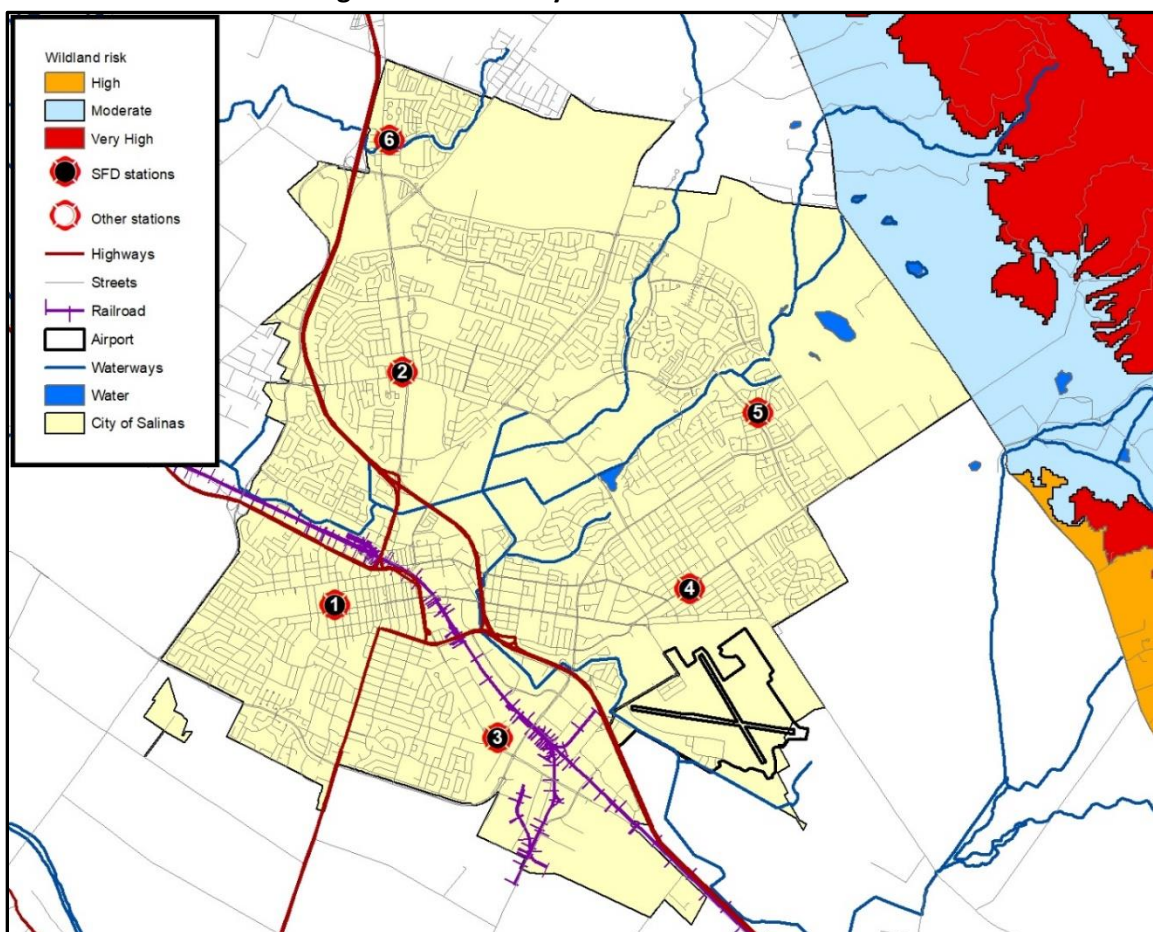 Wildland risk
High
Moderate
Very High
SFD stations
Other stations
Highways
Streets
Railroad
Airport
Waterways
Water
City of Salinas
6
2
5
4
1
3